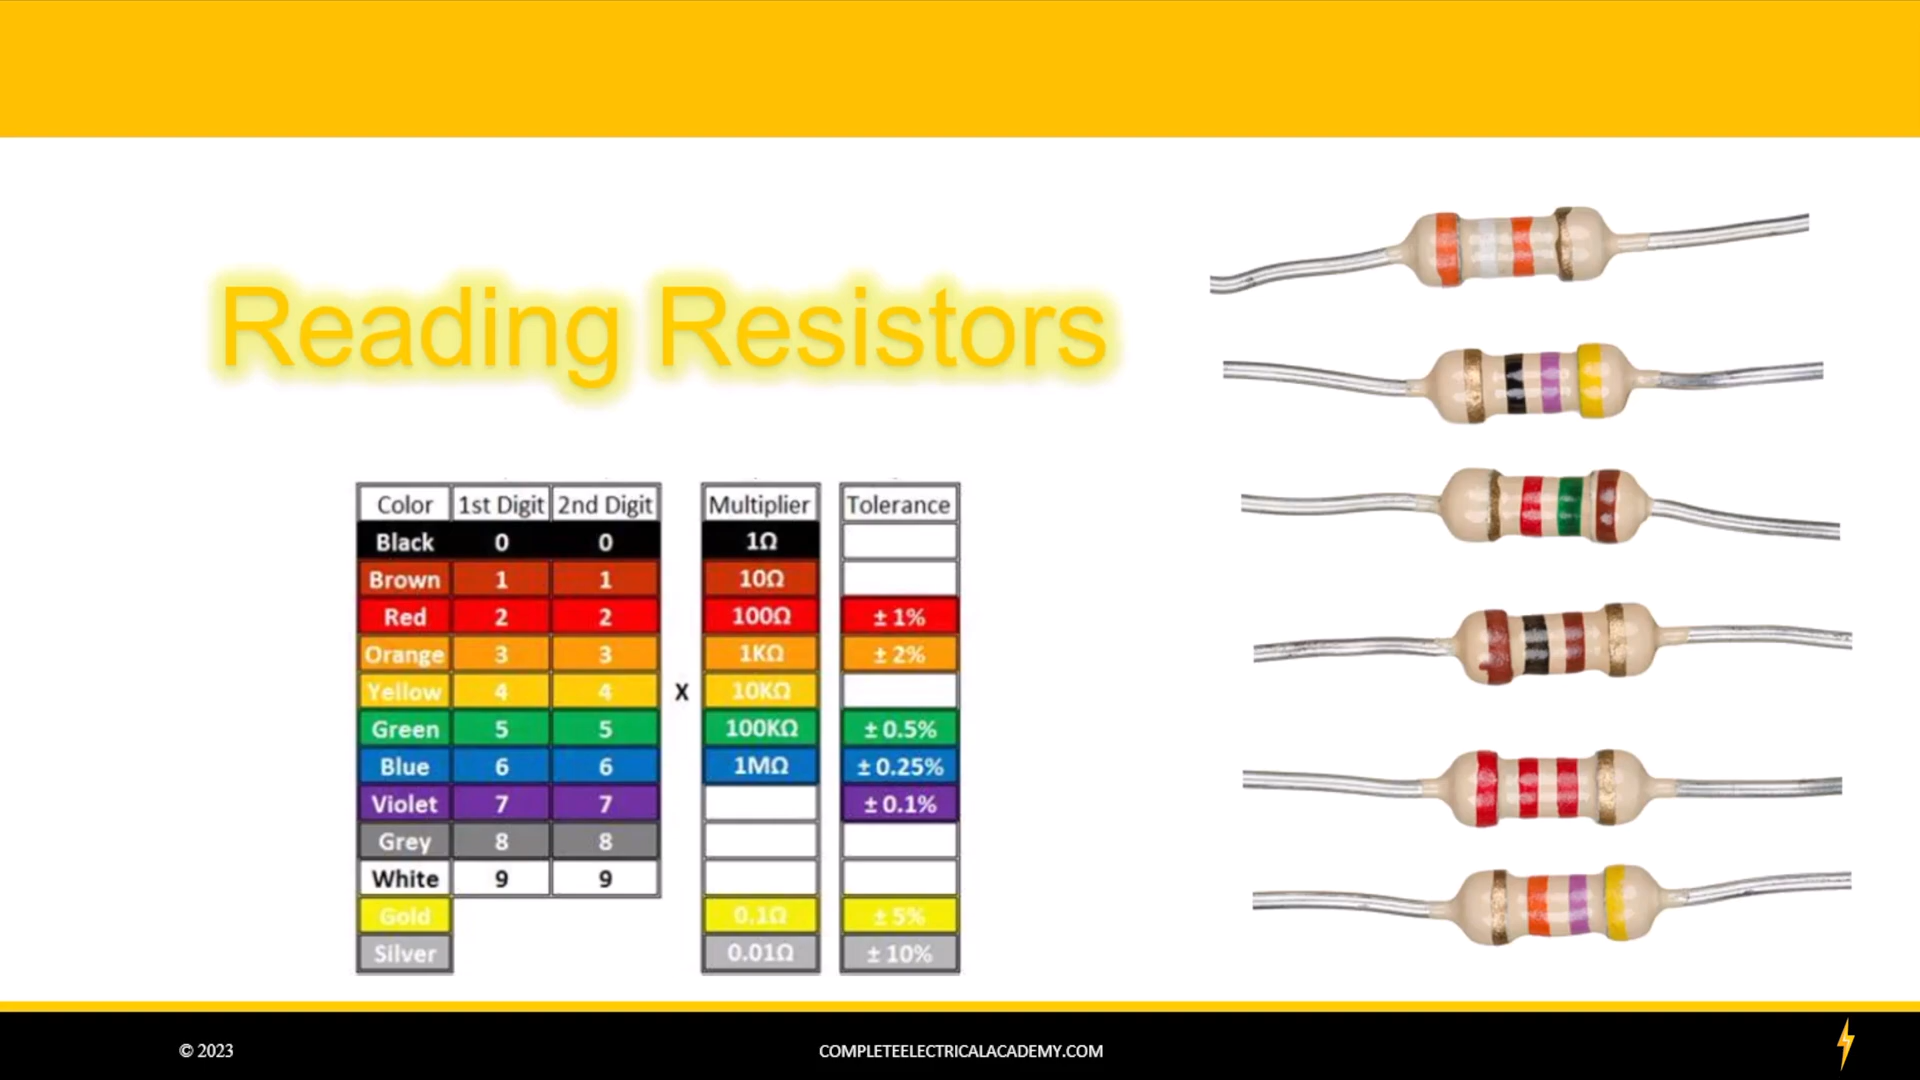 Reading Resistors
Color 1st Digit 2nd Digit Multiplier Tolerance
Black 0 0 1Ω
Brown 1 1 10Ω
Red 2 2 100Ω ± 1%
Orange 3 3 1KΩ ± 2%
Yellow 4 4 X 10KΩ
Green 5 5 100KΩ ± 0.5%
Blue 6 6 1MΩ ± 0.25%
Violet 7 7 ± 0.1%
Grey 8 8
White 9 9
Gold 0.1Ω ± 5%
Silver 0.01Ω ± 10%
© 2023 COMPLETEELECTRICALACADEMY.COM